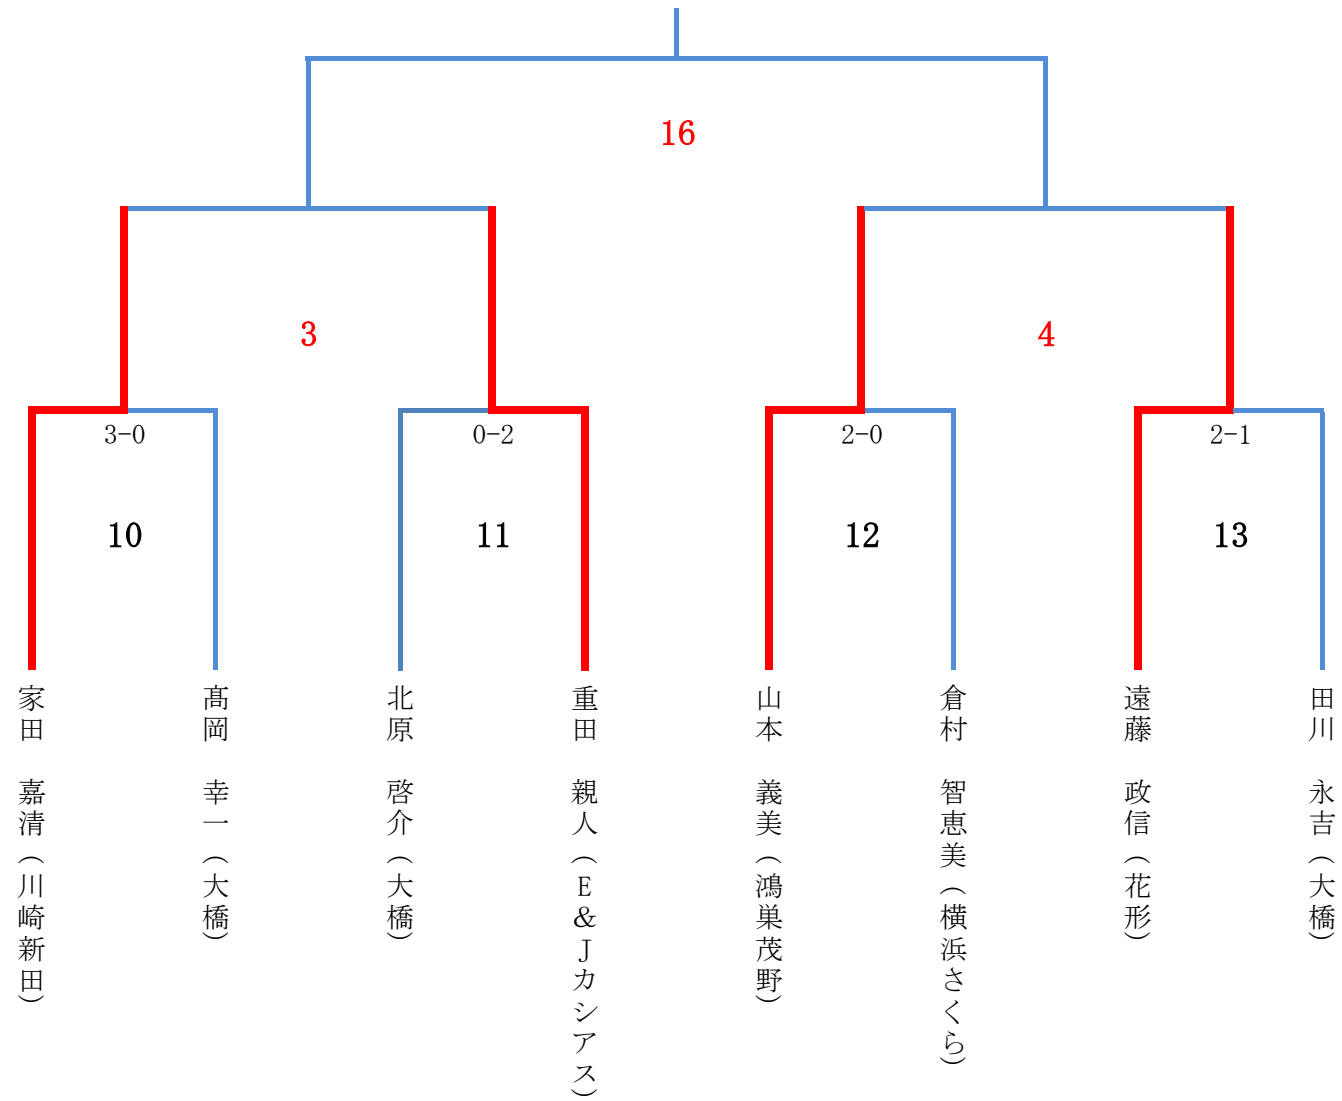 16
3
4
3-0
0-2
2-0
2-1
10
11
12
13
家田 嘉清（川崎新田）
髙岡 幸一（大橋）
北原 啓介（大橋）
重田 親人（E＆Jカシアス）
山本 義美（鴻巣茂野）
倉村 智恵美（横浜さくら）
遠藤 政信（花形）
田川 永吉（大橋）